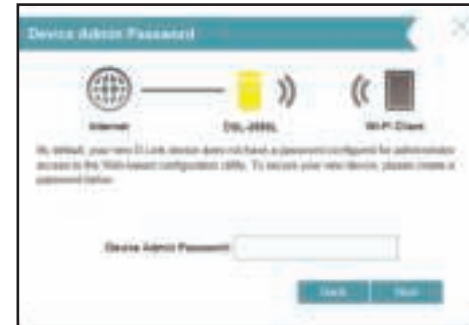 Device Admin Password
Internet
Wi-Fi Client
By default, your new D-Link device does not have a password configured for administrator
access to the Web-based configuration utility. To secure your new device, please create a
password below.
Device Admin Password
Back Next